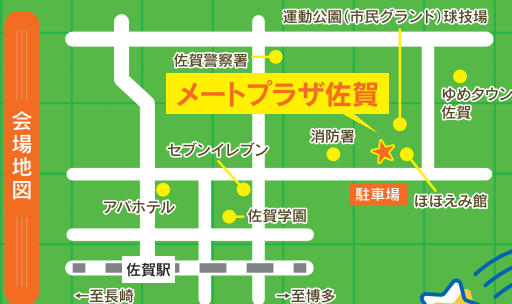 会場地図
運動公園(市民グランド)球技場
佐賀警察署
メートプラザ佐賀
ゆめタウン
佐賀
消防署
セブンイレブン
駐車場
ほほえみ館
アパホテル
佐賀学園
佐賀駅
←至長崎
→至博多